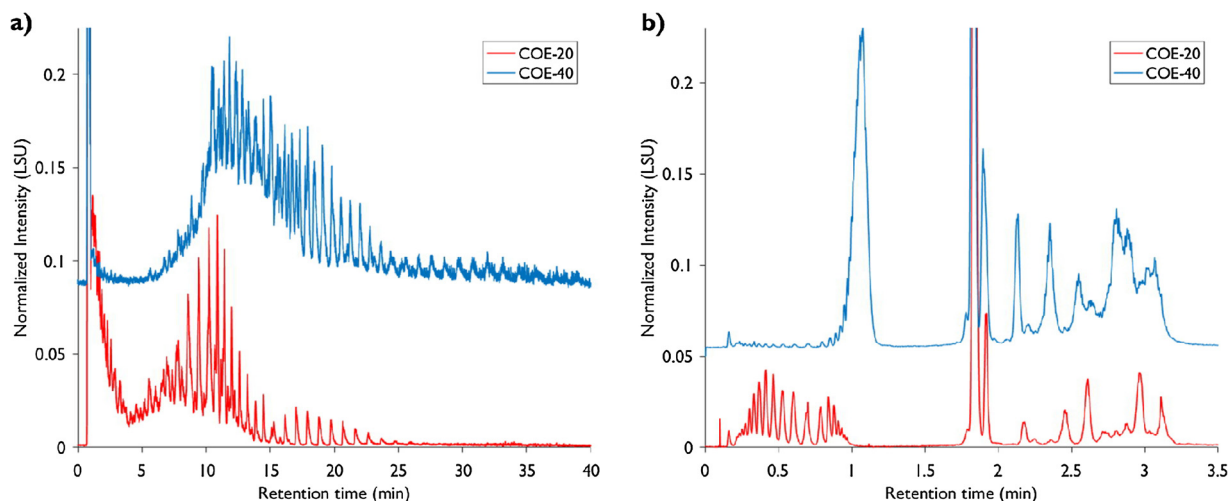 a)
Normalized Intensity (LSU)
0.2
0.15
0.1
0.05
0
COE-20
COE-40
0 5 10 15 20 25 30 35 40
Retention time (min)
b)
Normalized Intensity (LSU)
0.2
0.15
0.1
0.05
0
COE-20
COE-40
0 0.5 1 1.5 2 2.5 3 3.5
Retention time (min)